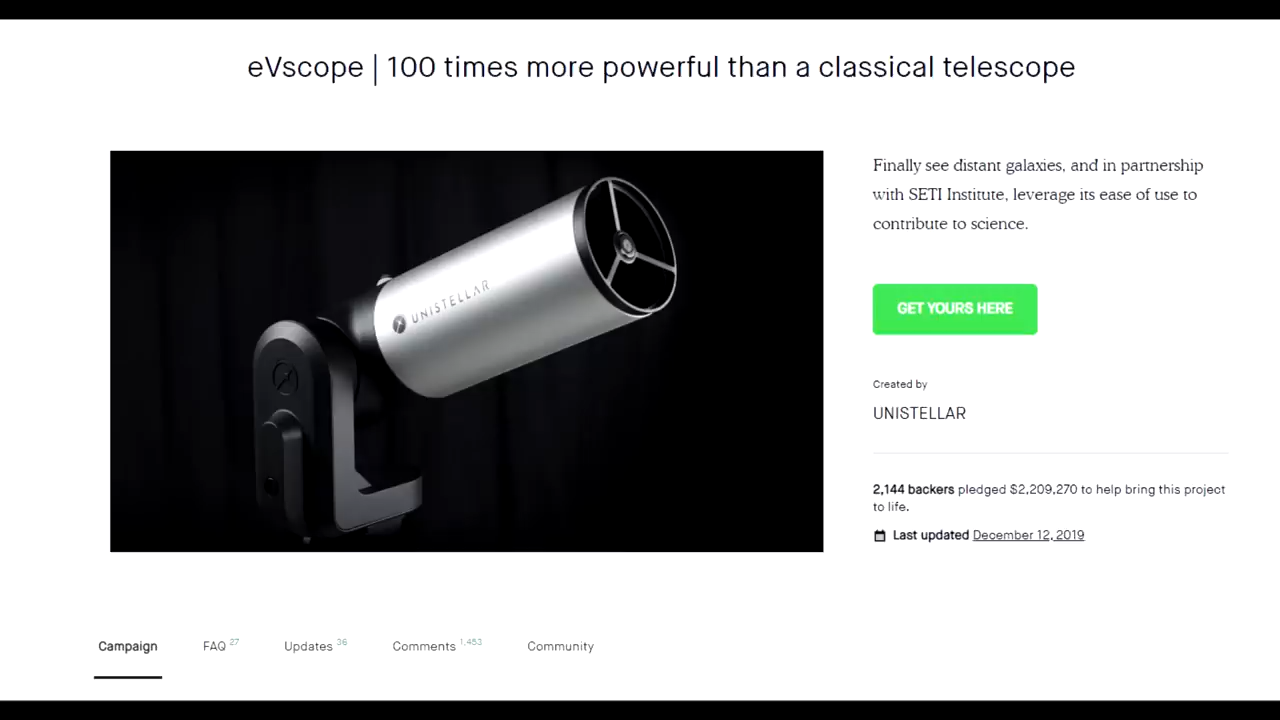 eVscope | 100 times more powerful than a classical telescope
UNISTELLAR
Finally see distant galaxies, and in partnership
with SETI Institute, leverage its ease of use to
contribute to science.
GET YOURS HERE
Created by
UNISTELLAR
2,144 backers pledged $2,209,270 to help bring this project
to life.
Last updated December 12, 2019
Campaign FAQ 27 Updates 36 Comments 1,453 Community